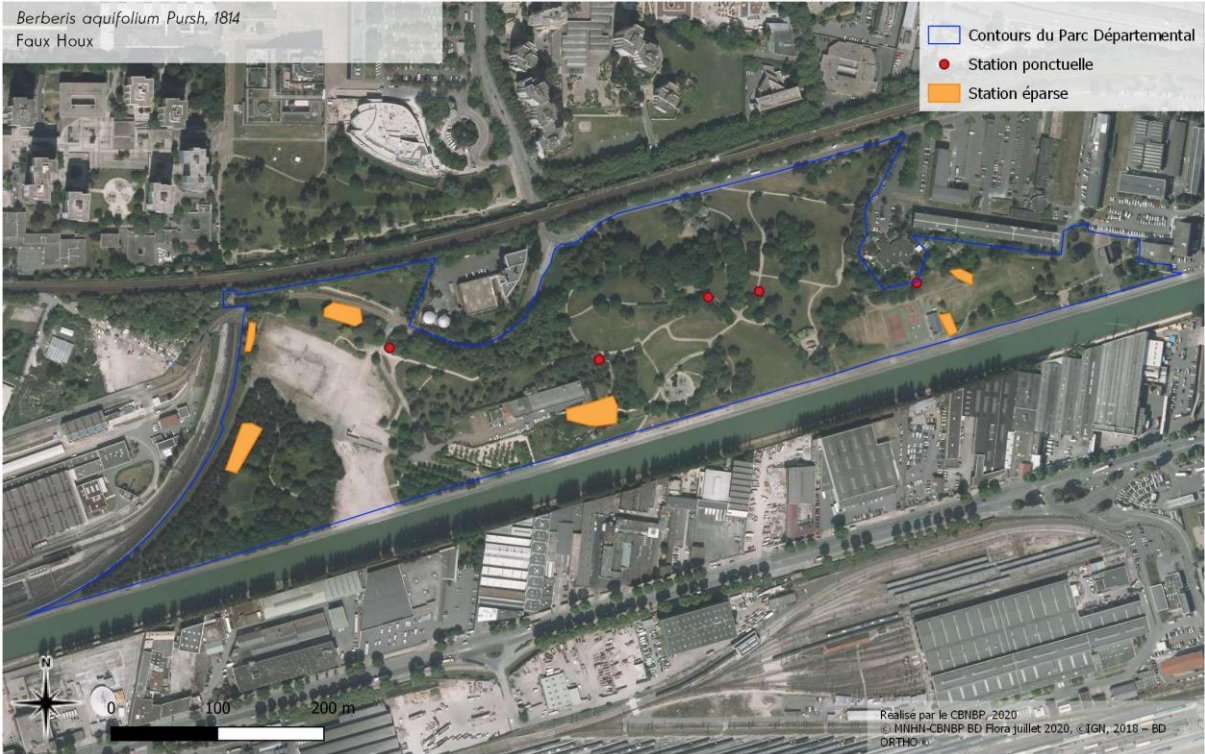 Berberis aquifolium Pursh, 1814
Faux Houx
Contours du Parc Départemental
Station ponctuelle
Station éparse
N
0 100 200 m
Réalisé par le CBNBP, 2020
© MNHN-CBNBP BD Flora juillet 2020, ©IGN, 2018 – BD
ORTHO ®